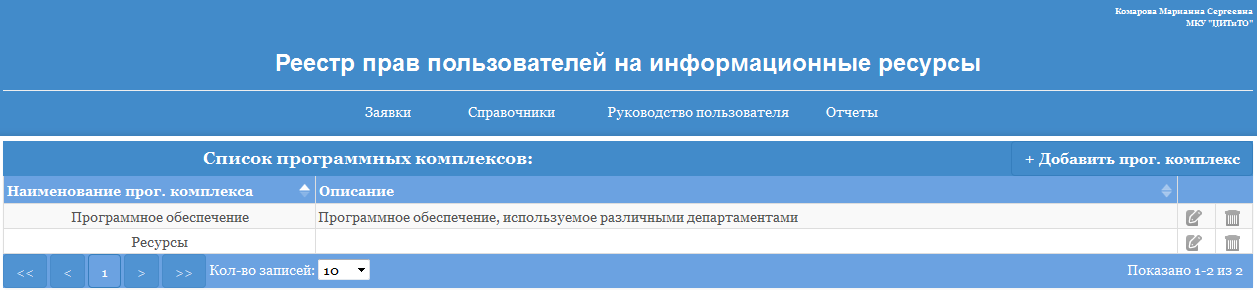 Комарова Марианна Сергеевна
МКУ "ЦИТиТО"
Реестр прав пользователей на информационные ресурсы
Заявки Справочники Руководство пользователя Отчеты
Список программных комплексов: + Добавить прог. комплекс
Наименование прог. комплекса Описание
Программное обеспечение Программное обеспечение, используемое различными департаментами
Ресурсы
<< < 1 > >> Кол-во записей: 10 Показано 1-2 из 2